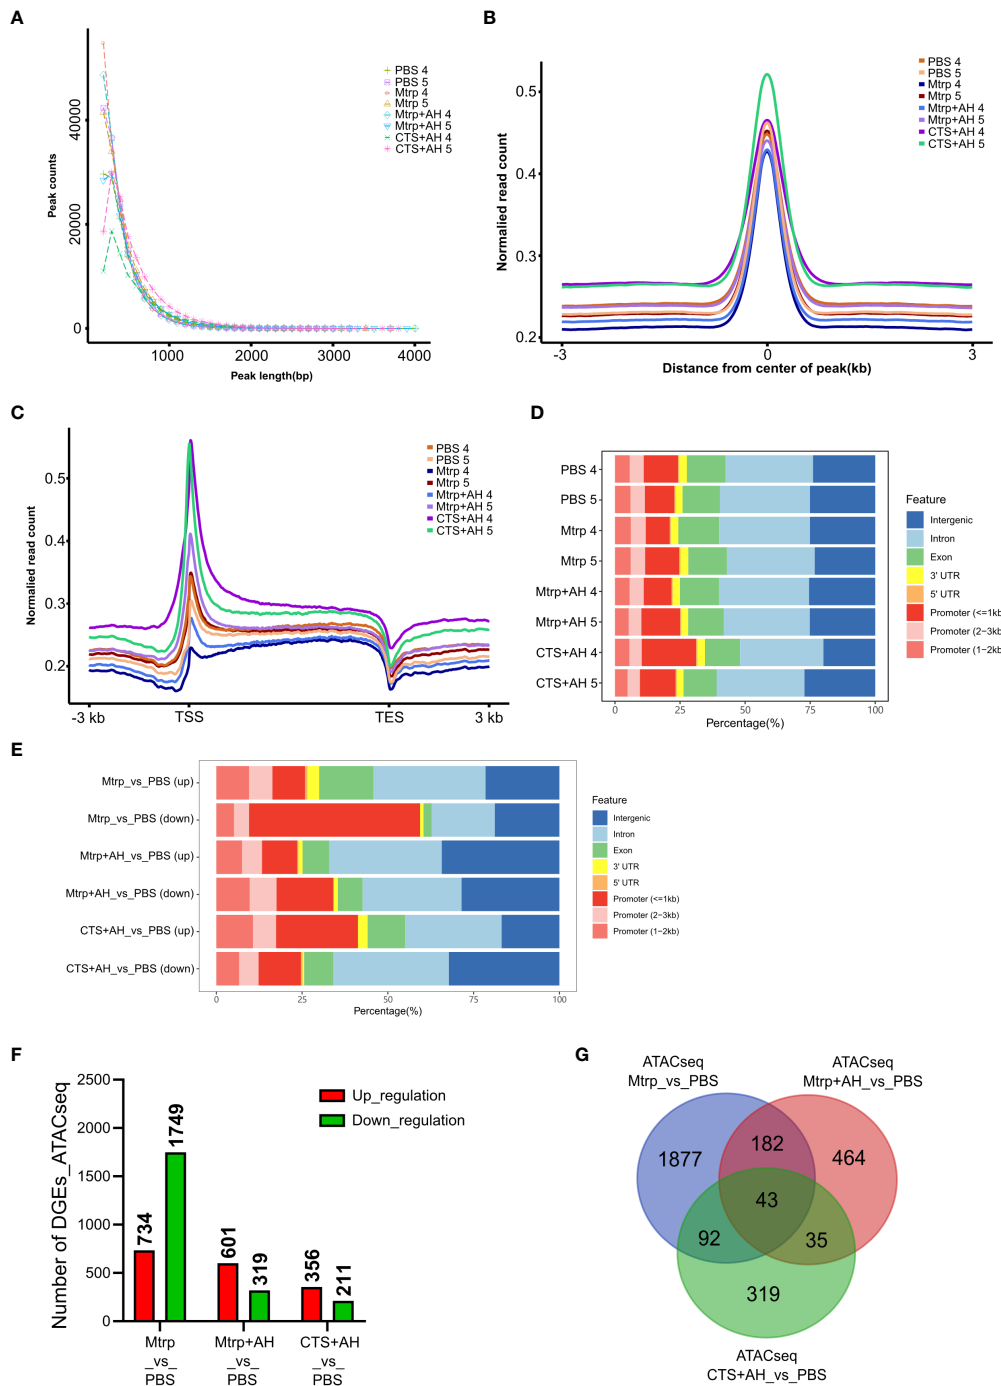 A
Peak counts
40000
20000
0
1000
2000
3000
4000
Peak length(bp)
PBS 4
PBS 5
Mtrp 4
Mtrp 5
Mtrp+AH 4
Mtrp+AH 5
CTS+AH 4
CTS+AH 5
B
Normalied read count
0.5
0.4
0.3
0.2
-3
0
3
Distance from center of peak(kb)
PBS 4
PBS 5
Mtrp 4
Mtrp 5
Mtrp+AH 4
Mtrp+AH 5
CTS+AH 4
CTS+AH 5
C
Normalied read count
0.5
0.4
0.3
0.2
-3 kb
TSS
TES
3 kb
PBS 4
PBS 5
Mtrp 4
Mtrp 5
Mtrp+AH 4
Mtrp+AH 5
CTS+AH 4
CTS+AH 5
D
PBS 4
PBS 5
Mtrp 4
Mtrp 5
Mtrp+AH 4
Mtrp+AH 5
CTS+AH 4
CTS+AH 5
0
25
50
75
100
Percentage(%)
Feature
Intergenic
Intron
Exon
3' UTR
5' UTR
Promoter (<=1kb
Promoter (2−3kb
Promoter (1−2kb
E
Mtrp_vs_PBS (up)
Mtrp_vs_PBS (down)
Mtrp+AH_vs_PBS (up)
Mtrp+AH_vs_PBS (down)
CTS+AH_vs_PBS (up)
CTS+AH_vs_PBS (down)
0
25
50
75
100
Percentage(%)
Feature
Intergenic
Intron
Exon
3' UTR
5' UTR
Promoter (<=1kb)
Promoter (2−3kb)
Promoter (1−2kb)
F
Number of DGEs_ATACseq
2500
2000
1500
1000
500
0
734
1749
601
319
356
211
Up_regulation
Down_regulation
Mtrp
_vs_
PBS
Mtrp+AH
_vs_
PBS
CTS+AH
_vs_
PBS
G
ATACseq
Mtrp_vs_PBS
ATACseq
Mtrp+AH_vs_PBS
1877
182
464
43
92
35
319
ATACseq
CTS+AH_vs_PBS